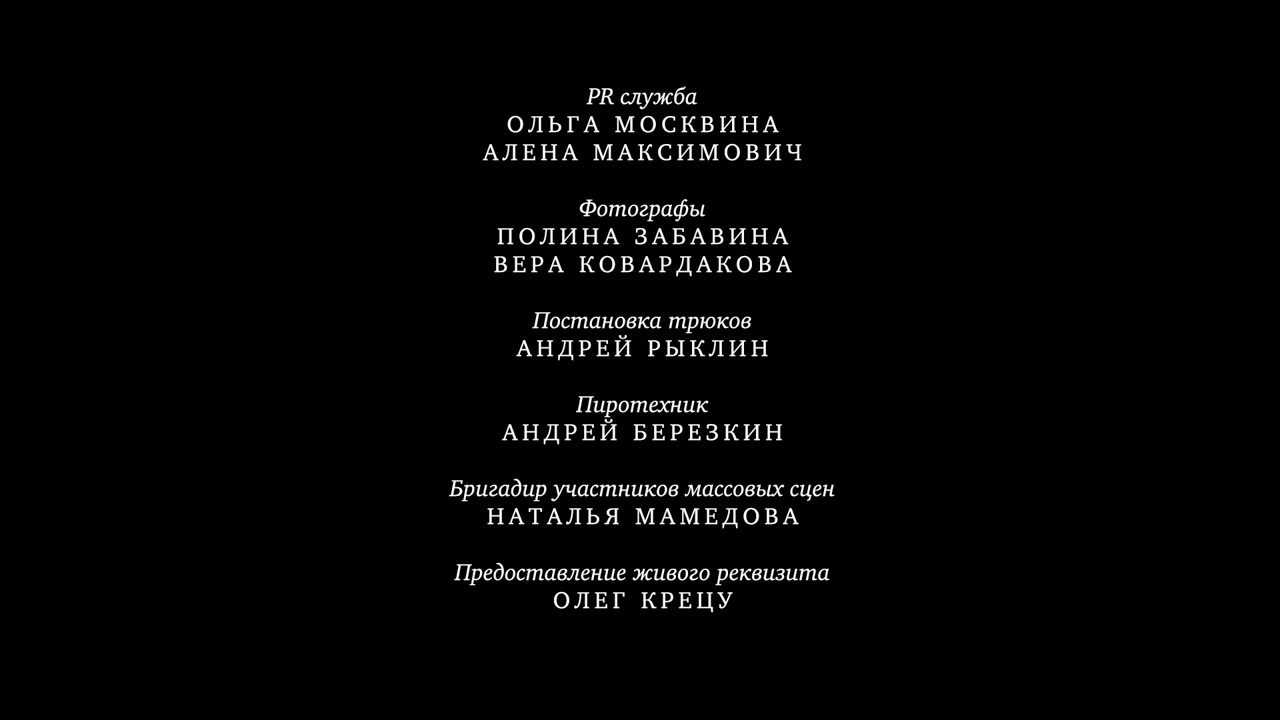 PR служба
ОЛЬГА МОСКВИНА
АЛЕНА МАКСИМОВИЧ
Фотографы
ПОЛИНА ЗАБАВИНА
ВЕРА КОВАРДАКОВА
Постановка трюков
АНДРЕЙ РЫКЛИН
Пиротехник
АНДРЕЙ БЕРЕЗКИН
Бригадир участников массовых сцен
НАТАЛЬЯ МАМЕДОВА
Предоставление живого реквизита
ОЛЕГ КРЕЦУ